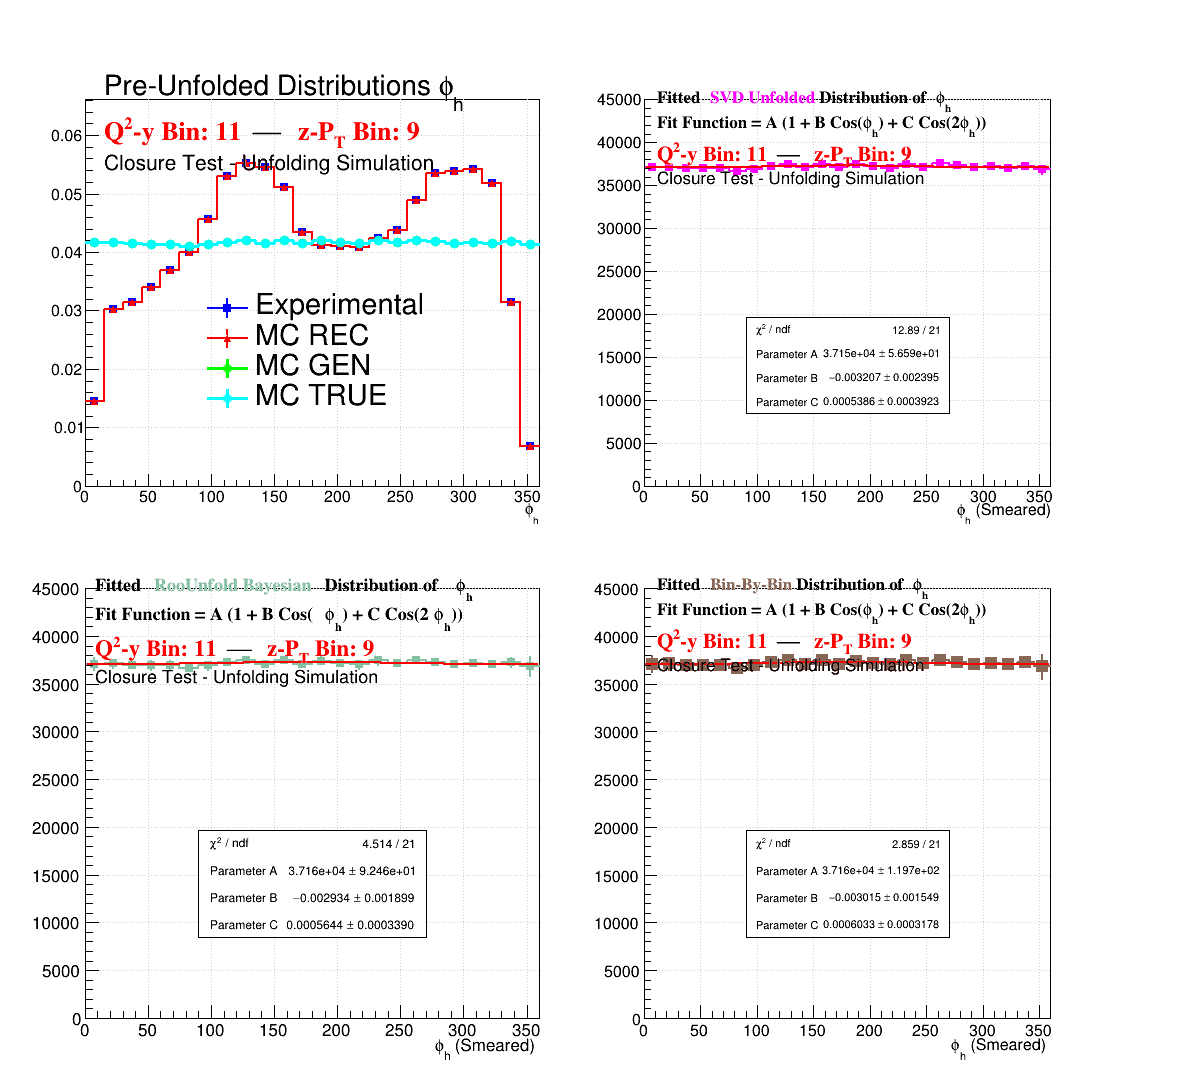 Pre-Unfolded Distributions ϕh
Q2-y Bin: 11 — z-PT Bin: 9
Closure Test - Unfolding Simulation
0.06
0.05
0.04
0.03
0.02
0.01
0
Experimental
MC REC
MC GEN
MC TRUE
0 50 100 150 200 250 300 350
ϕh
Fitted SVD Unfolded Distribution of ϕh
Fit Function = A (1 + B Cos(ϕh) + C Cos(2ϕh))
Q2-y Bin: 11 — z-PT Bin: 9
Closure Test - Unfolding Simulation
45000
40000
35000
30000
25000
20000
15000
10000
5000
0
χ2 / ndf 12.89 / 21
Parameter A 3.715e+04 ± 5.659e+01
Parameter B −0.003207 ± 0.002395
Parameter C 0.0005386 ± 0.0003923
0 50 100 150 200 250 300 350
ϕh (Smeared)
Fitted RooUnfold Bayesian Distribution of ϕh
Fit Function = A (1 + B Cos( ϕh) + C Cos(2 ϕh))
Q2-y Bin: 11 — z-PT Bin: 9
Closure Test - Unfolding Simulation
45000
40000
35000
30000
25000
20000
15000
10000
5000
0
χ2 / ndf 4.514 / 21
Parameter A 3.716e+04 ± 9.246e+01
Parameter B −0.002934 ± 0.001899
Parameter C 0.0005644 ± 0.0003390
0 50 100 150 200 250 300 350
ϕh (Smeared)
Fitted Bin-By-Bin Distribution of ϕh
Fit Function = A (1 + B Cos(ϕh) + C Cos(2ϕh))
Q2-y Bin: 11 — z-PT Bin: 9
Closure Test - Unfolding Simulation
45000
40000
35000
30000
25000
20000
15000
10000
5000
0
χ2 / ndf 2.859 / 21
Parameter A 3.716e+04 ± 1.197e+02
Parameter B −0.003015 ± 0.001549
Parameter C 0.0006033 ± 0.0003178
0 50 100 150 200 250 300 350
ϕh (Smeared)